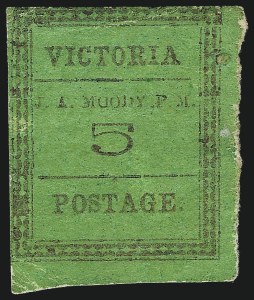 VICTORIA
J. A. MOODY. P. M.
5
POSTAGE.